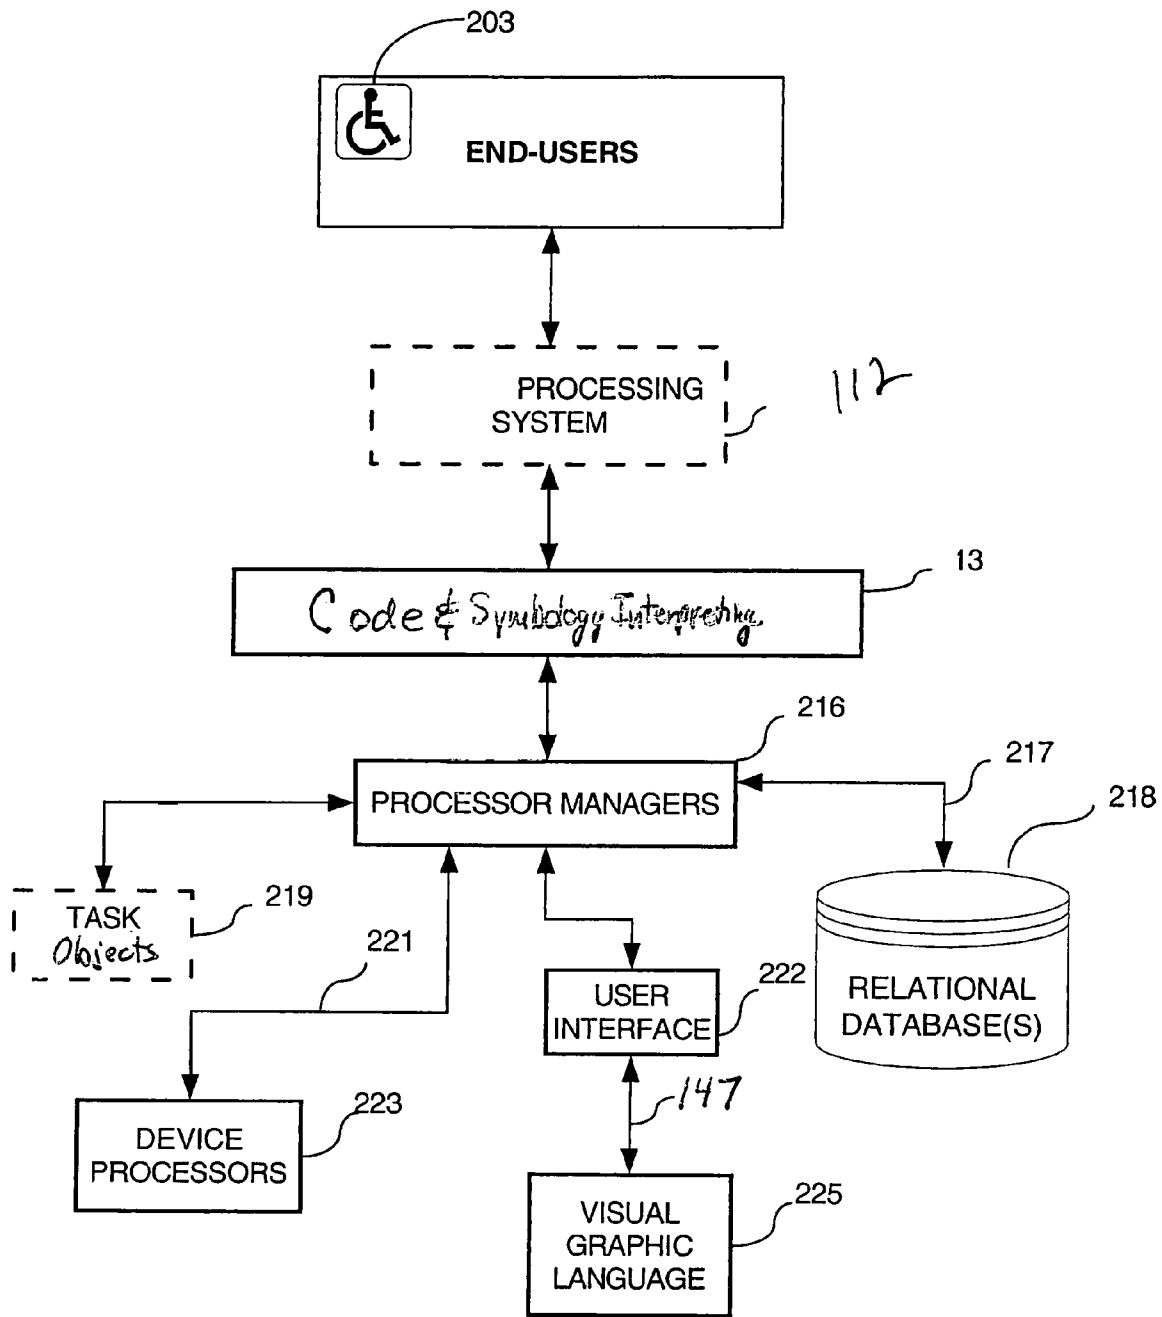 203
END-USERS
PROCESSING
SYSTEM
112
13
Code & Symbology Interpreting
216
PROCESSOR MANAGERS
217
218
219
TASK
Objects
221
222
USER
INTERFACE
RELATIONAL
DATABASE(S)
147
223
DEVICE
PROCESSORS
225
VISUAL
GRAPHIC
LANGUAGE